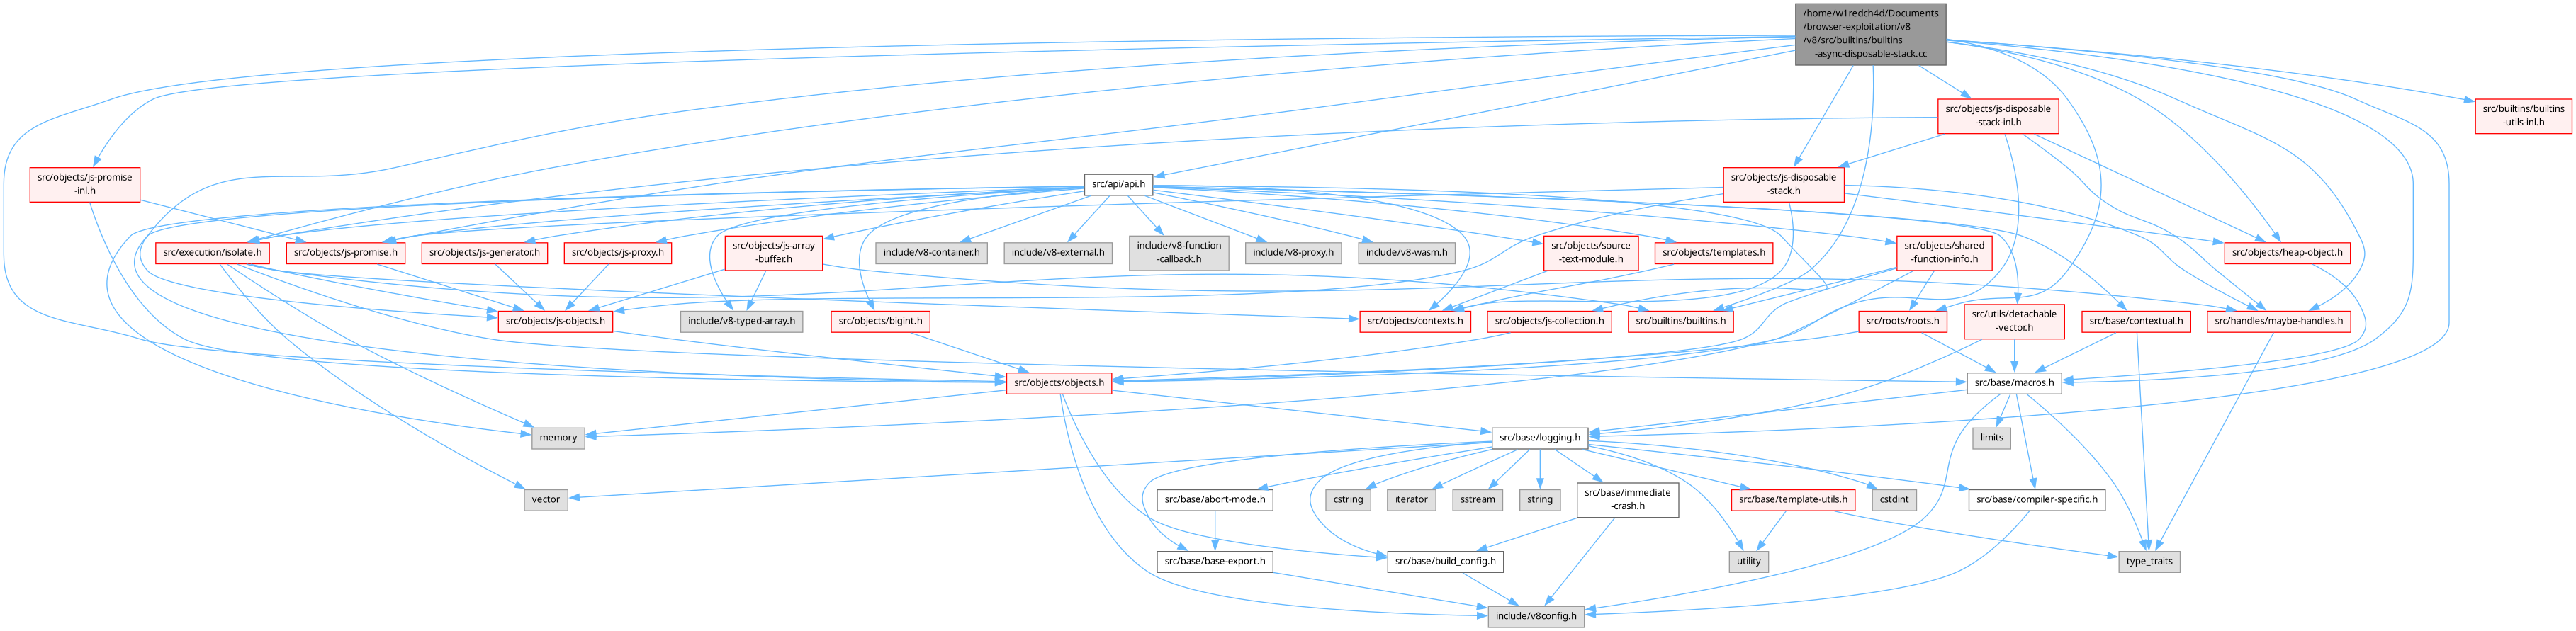 /home/w1redch4d/Documents
/browser-exploitation/v8
/v8/src/builtins/builtins
-async-disposable-stack.cc
src/objects/js-disposable
-stack-inl.h
src/builtins/builtins
-utils-inl.h
src/objects/js-promise
-inl.h
src/api/api.h
src/objects/js-disposable
-stack.h
src/execution/isolate.h
src/objects/js-promise.h
src/objects/js-generator.h
src/objects/js-proxy.h
src/objects/js-array
-buffer.h
include/v8-container.h
include/v8-external.h
include/v8-function
-callback.h
include/v8-proxy.h
include/v8-wasm.h
src/objects/source
-text-module.h
src/objects/templates.h
src/objects/shared
-function-info.h
src/objects/heap-object.h
src/objects/js-objects.h
include/v8-typed-array.h
src/objects/bigint.h
src/objects/contexts.h
src/objects/js-collection.h
src/builtins/builtins.h
src/roots/roots.h
src/utils/detachable
-vector.h
src/base/contextual.h
src/handles/maybe-handles.h
src/objects/objects.h
src/base/macros.h
memory
src/base/logging.h
limits
vector
src/base/abort-mode.h
cstring
iterator
sstream
string
src/base/immediate
-crash.h
src/base/template-utils.h
cstdint
src/base/compiler-specific.h
src/base/base-export.h
src/base/build_config.h
utility
type_traits
include/v8config.h